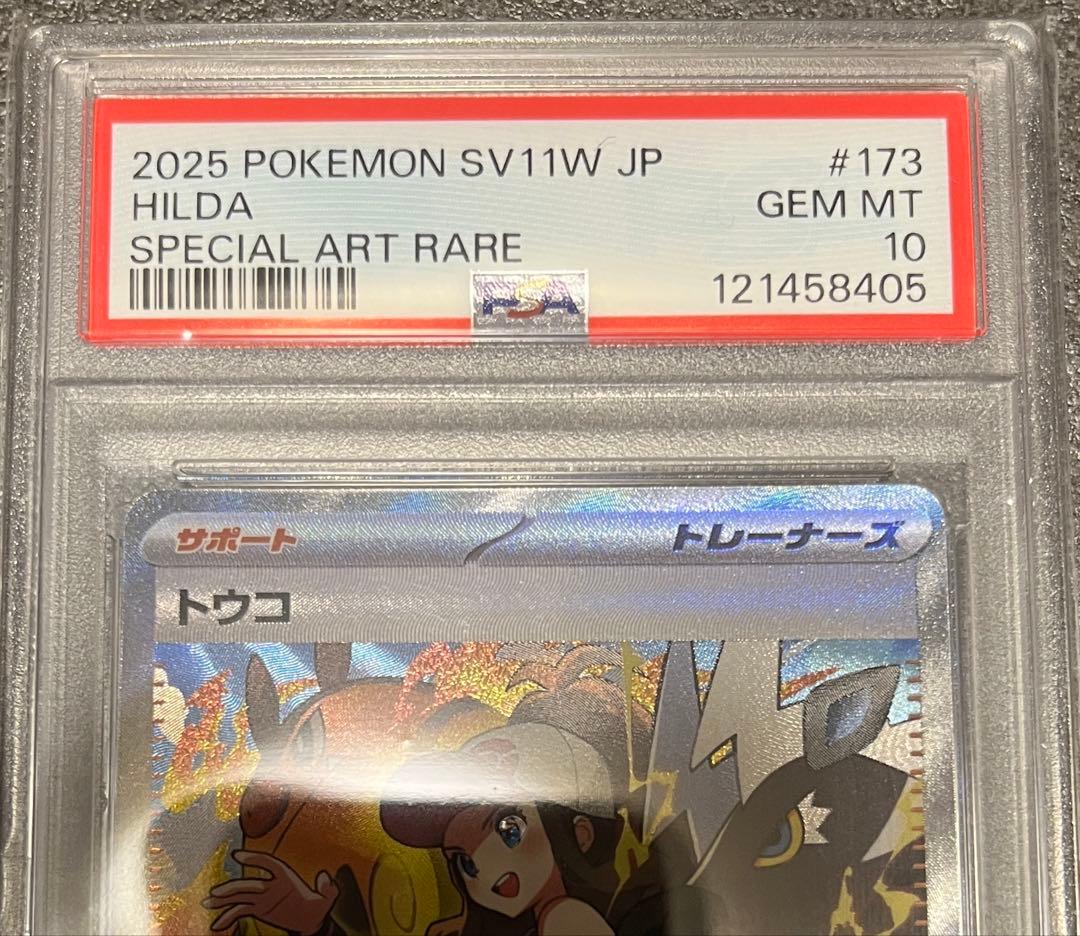 2025 POKEMON SV11W JP #173
HILDA GEM MT
SPECIAL ART RARE 10
121458405
PSA
サポート トレーナーズ
トウコ